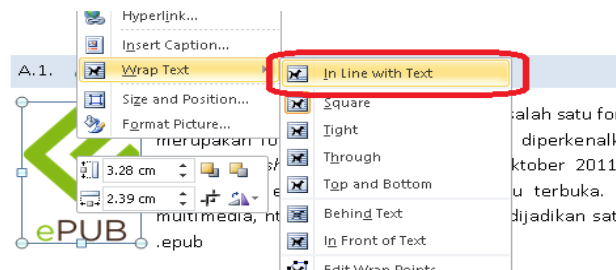 Hyperlink...
Insert Caption...
A.1.
Wrap Text
In Line with Text
Size and Position...
Square
Format Picture...
salah satu
merupakan
Tight
diperkenalk
3.28 cm
Through
ktober 2011
2.39 cm
Top and Bottom
u terbuka.
multimedia,
Behind Text
dijadikan sat
ePUB
.epub
In Front of Text
Edit Wrap Points